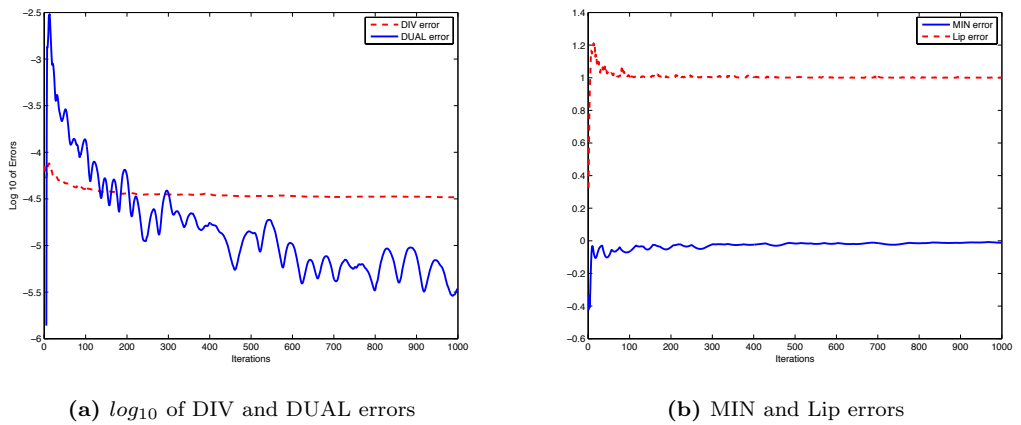 DIV error
DUAL error
−2.5
−3
−3.5
−4
−4.5
−5
−5.5
−6
Log 10 of Errors
0 100 200 300 400 500 600 700 800 900 1000
Iterations
(a) log10 of DIV and DUAL errors
MIN error
Lip error
1.4
1.2
1
0.8
0.6
0.4
0.2
0
−0.2
−0.4
−0.6
0 100 200 300 400 500 600 700 800 900 1000
Iterations
(b) MIN and Lip errors